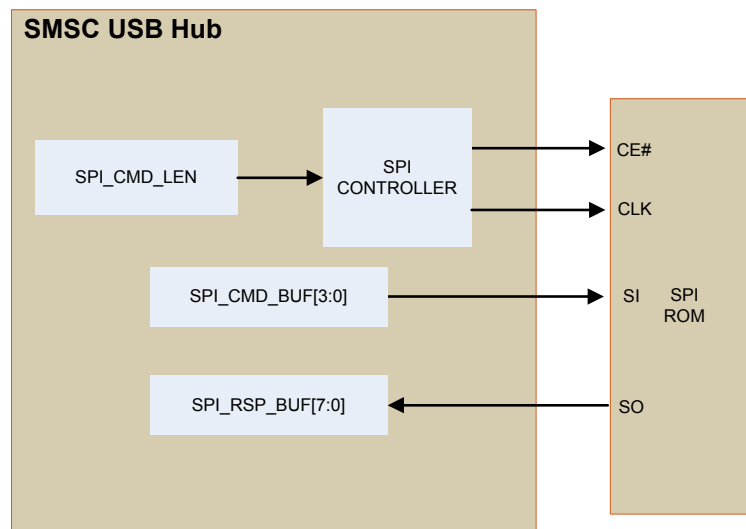 SMSC USB Hub
SPI_CMD_LEN
SPI
CONTROLLER
CE#
CLK
SPI_CMD_BUF[3:0]
SI
SPI
ROM
SPI_RSP_BUF[7:0]
SO